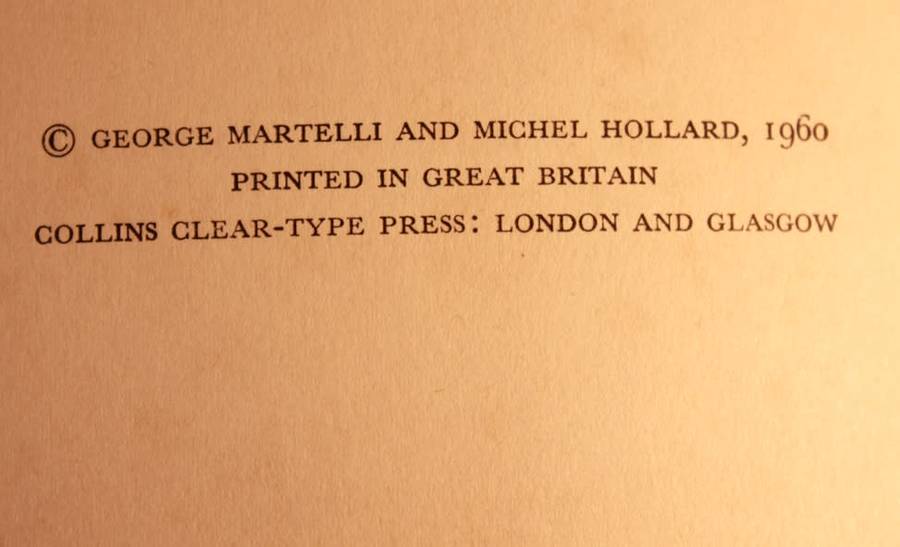 © GEORGE MARTELLI AND MICHEL HOLLARD, 1960
PRINTED IN GREAT BRITAIN
COLLINS CLEAR-TYPE PRESS: LONDON AND GLASGOW